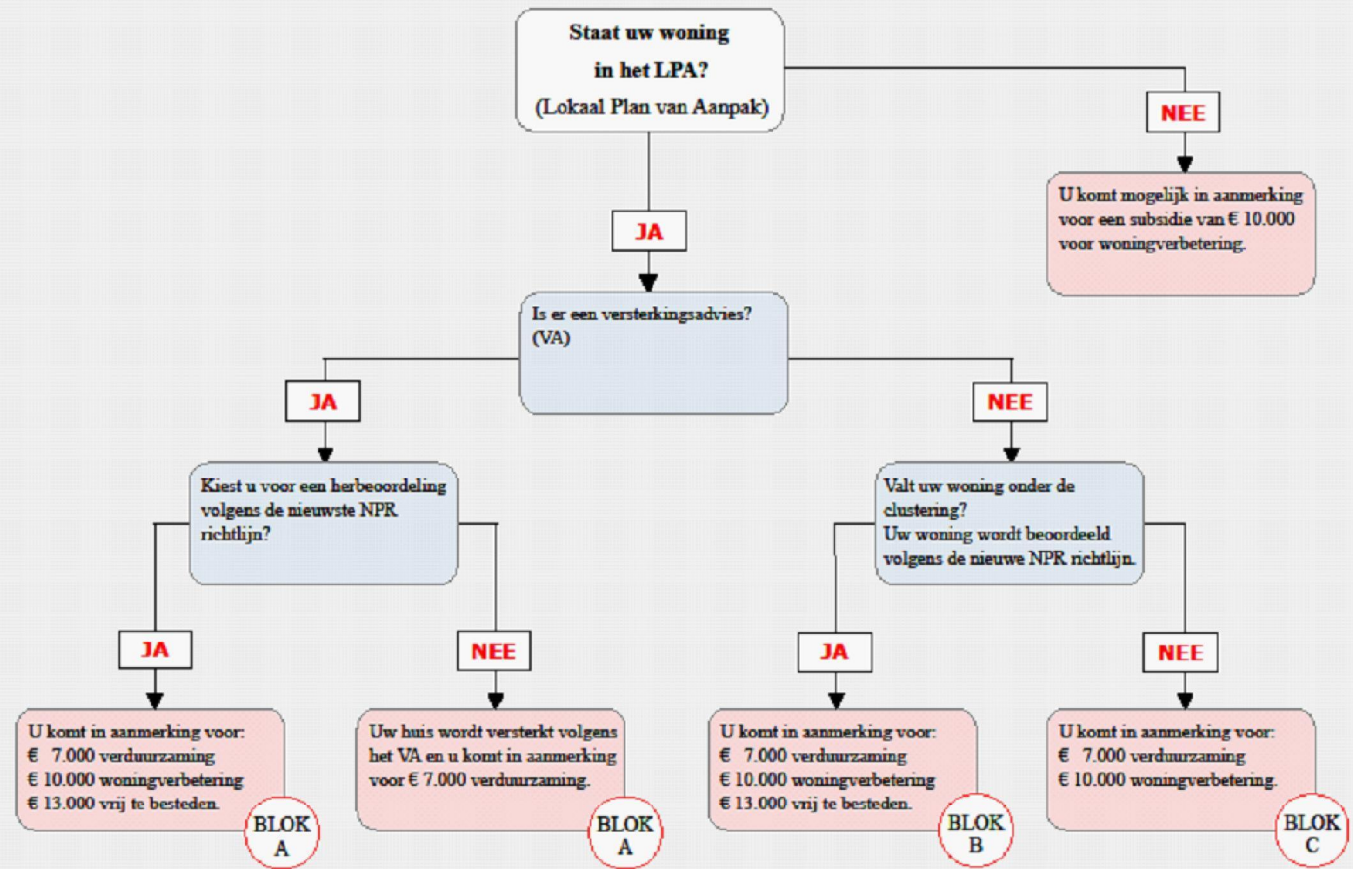 Staat uw woning
in het LPA?
(Lokaal Plan van Aanpak)
NEE
U komt mogelijk in aanmerking
voor een subsidie van € 10.000
voor woningverbetering.
JA
Is er een versterkingsadvies?
(VA)
JA
NEE
Kiest u voor een herbeoordeling
volgens de nieuwste NPR
richtlijn?
Valt uw woning onder de
clustering?
Uw woning wordt beoordeeld
volgens de nieuwe NPR richtlijn.
JA
NEE
JA
NEE
U komt in aanmerking voor:
€ 7.000 verduurzaming
€ 10.000 woningverbetering
€ 13.000 vrij te besteden.
BLOK
A
Uw huis wordt versterkt volgens
het VA en u komt in aanmerking
voor € 7.000 verduurzaming.
BLOK
A
U komt in aanmerking voor:
€ 7.000 verduurzaming
€ 10.000 woningverbetering
€ 13.000 vrij te besteden.
BLOK
B
U komt in aanmerking voor:
€ 7.000 verduurzaming
€ 10.000 woningverbetering.
BLOK
C